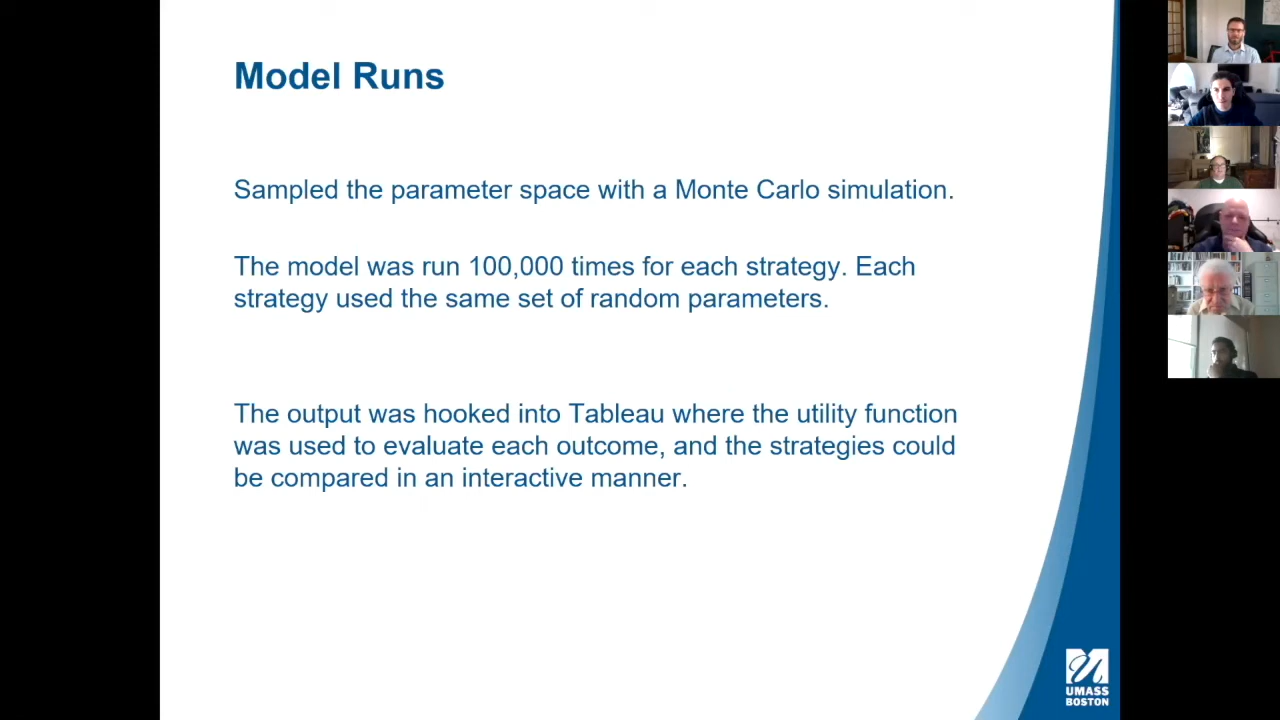 Model Runs
Sampled the parameter space with a Monte Carlo simulation.
The model was run 100,000 times for each strategy. Each
strategy used the same set of random parameters.
The output was hooked into Tableau where the utility function
was used to evaluate each outcome, and the strategies could
be compared in an interactive manner.
UMASS
BOSTON